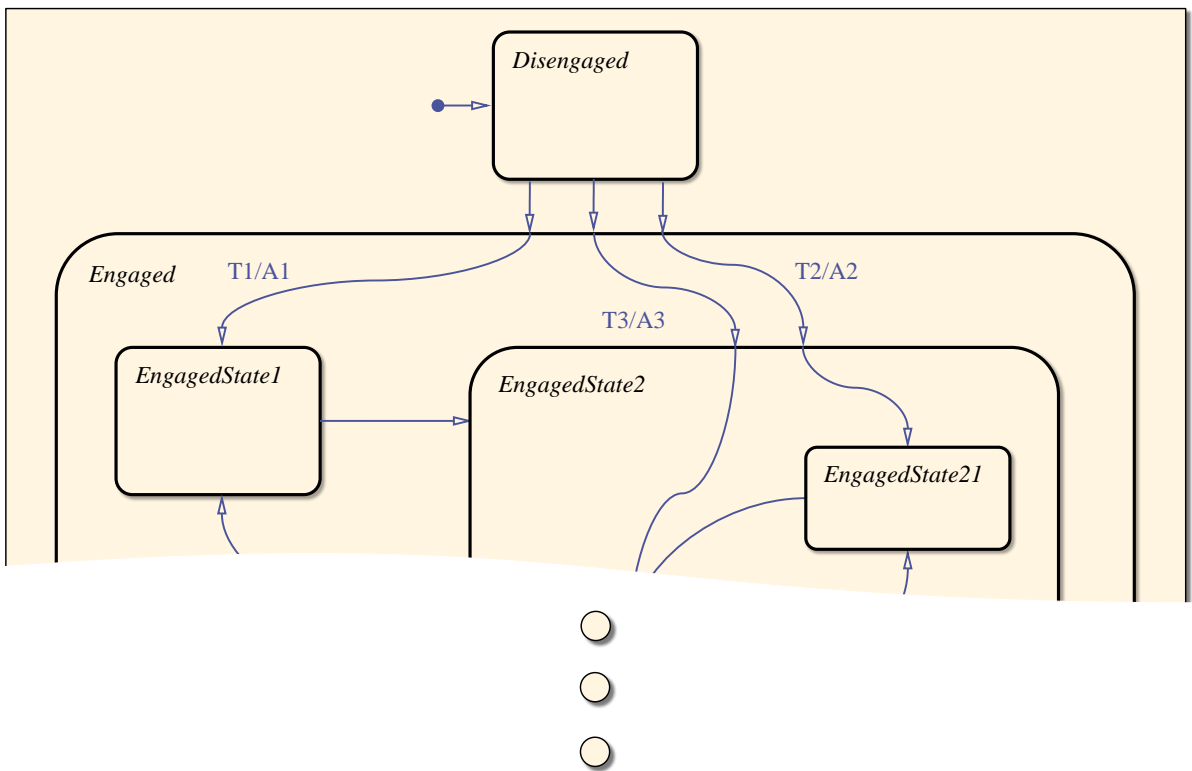 Disengaged
Engaged
T1/A1
T2/A2
T3/A3
EngagedState1
EngagedState2
EngagedState21